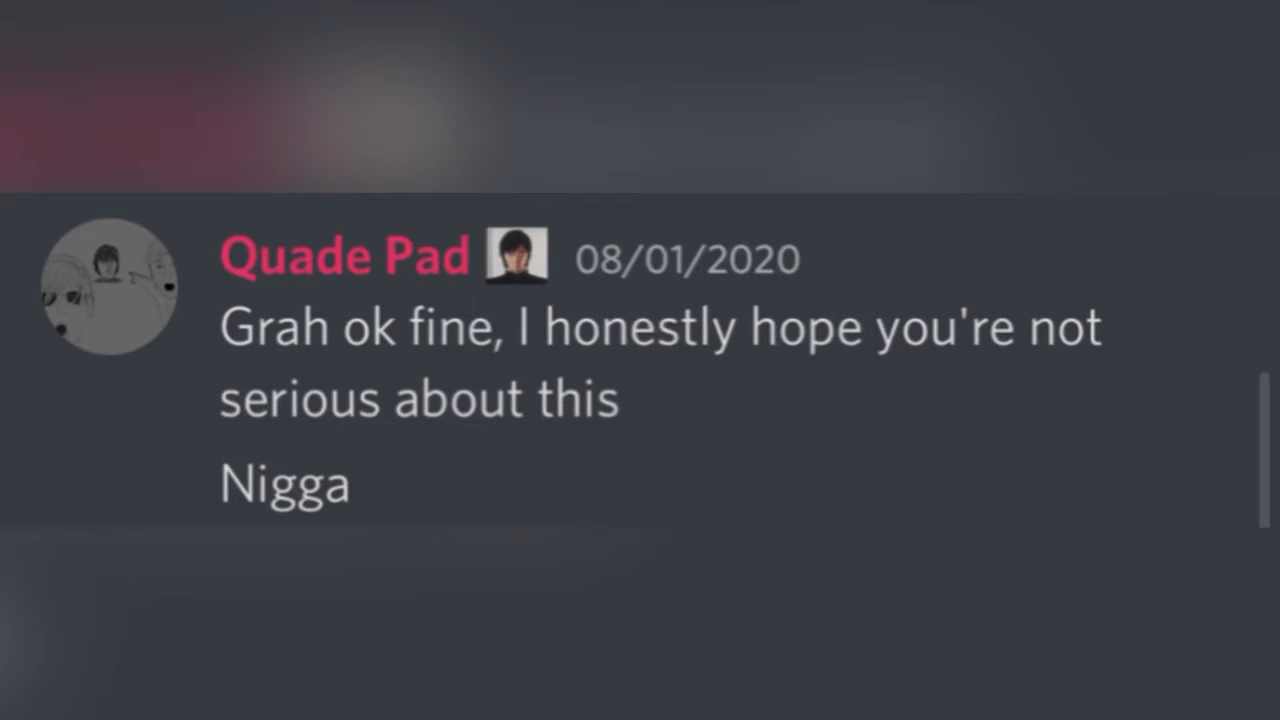 Quade Pad 08/01/2020
Grah ok fine, I honestly hope you're not
serious about this
Nigga